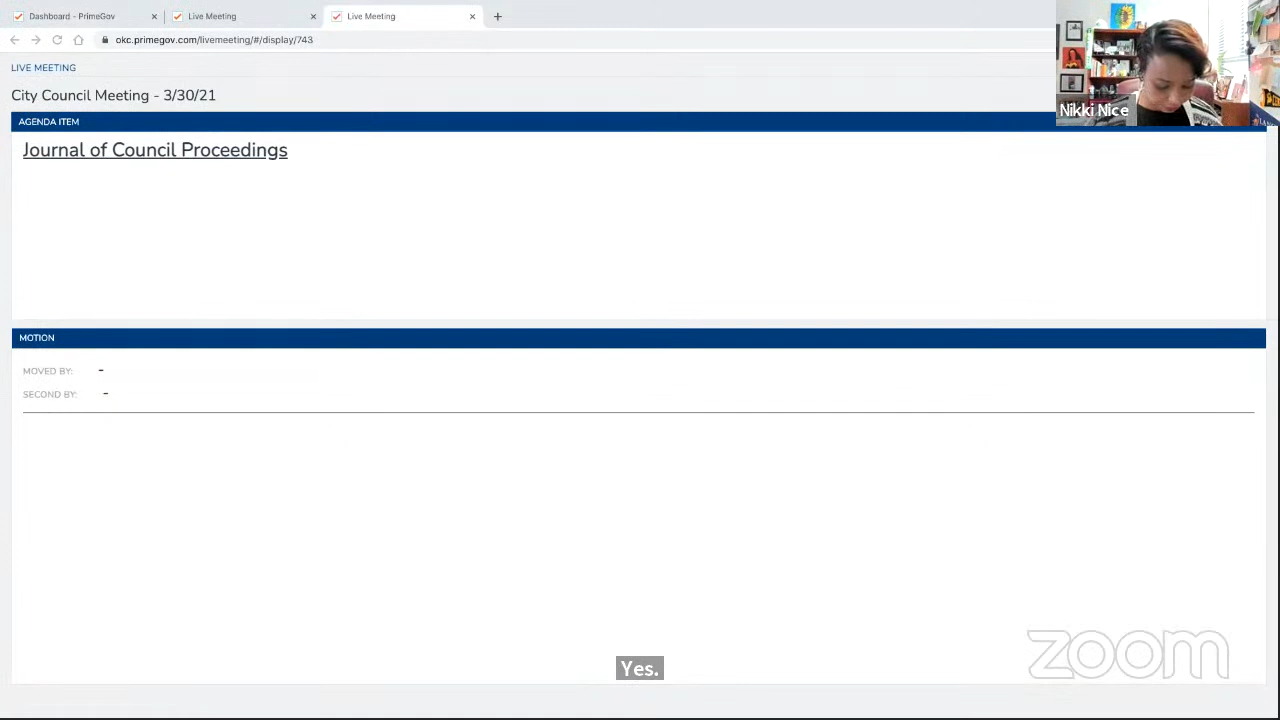 Dashboard - PrimeGov
Live Meeting
Live Meeting
okc.primegov.com/livemeeting/#/display/743
LIVE MEETING
City Council Meeting - 3/30/21
AGENDA ITEM
Journal of Council Proceedings
Nikki Nice
MOTION
MOVED BY: -
SECOND BY: -
zoom
Yes.